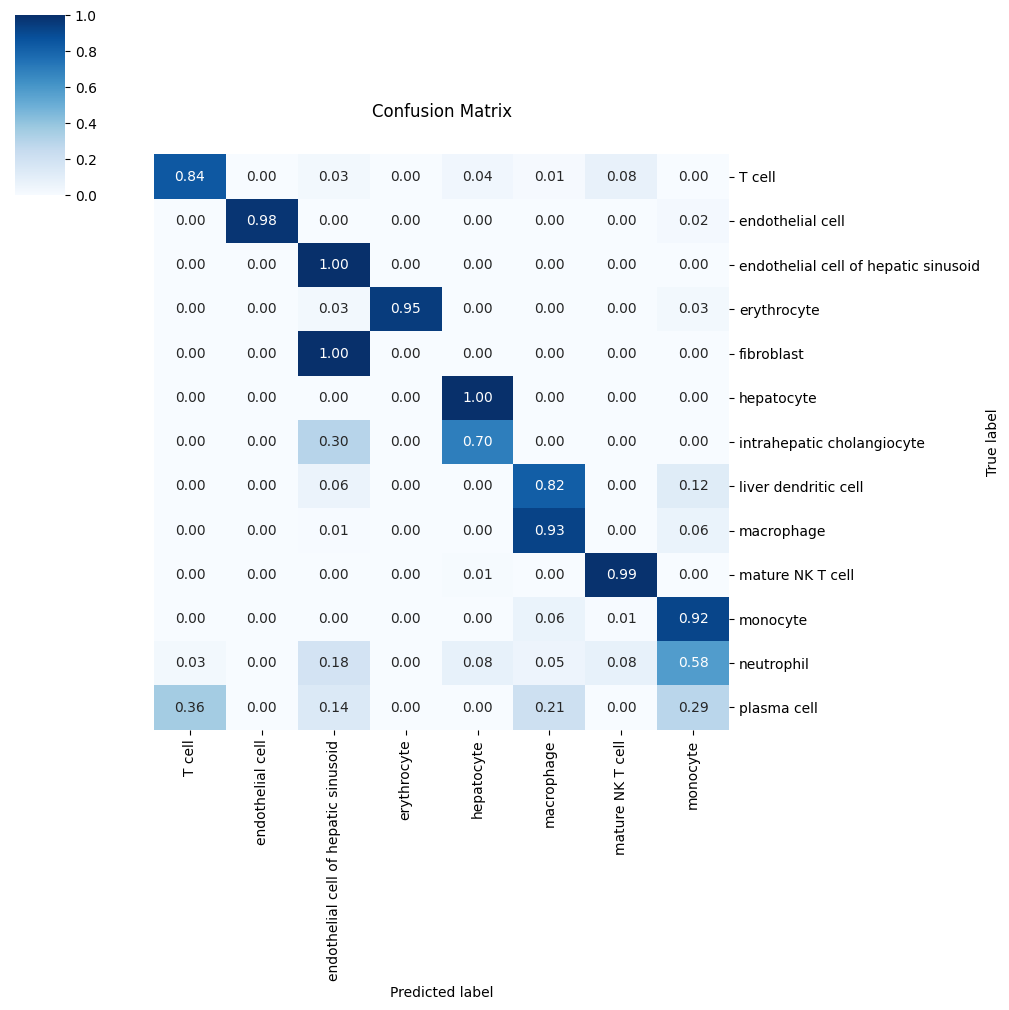 1.0
0.8
0.6
0.4
0.2
0.0
Confusion Matrix
0.84 0.00 0.03 0.00 0.04 0.01 0.08 0.00 T cell
0.00 0.98 0.00 0.00 0.00 0.00 0.00 0.02 endothelial cell
0.00 0.00 1.00 0.00 0.00 0.00 0.00 0.00 endothelial cell of hepatic sinusoid
0.00 0.00 0.03 0.95 0.00 0.00 0.00 0.03 erythrocyte
0.00 0.00 1.00 0.00 0.00 0.00 0.00 0.00 fibroblast
0.00 0.00 0.00 0.00 1.00 0.00 0.00 0.00 hepatocyte
0.00 0.00 0.30 0.00 0.70 0.00 0.00 0.00 intrahepatic cholangiocyte
0.00 0.00 0.06 0.00 0.00 0.82 0.00 0.12 liver dendritic cell
0.00 0.00 0.01 0.00 0.00 0.93 0.00 0.06 macrophage
0.00 0.00 0.00 0.00 0.01 0.00 0.99 0.00 mature NK T cell
0.00 0.00 0.00 0.00 0.00 0.06 0.01 0.92 monocyte
0.03 0.00 0.18 0.00 0.08 0.05 0.08 0.58 neutrophil
0.36 0.00 0.14 0.00 0.00 0.21 0.00 0.29 plasma cell
True label
T cell
endothelial cell
endothelial cell of hepatic sinusoid
erythrocyte
hepatocyte
macrophage
mature NK T cell
monocyte
Predicted label